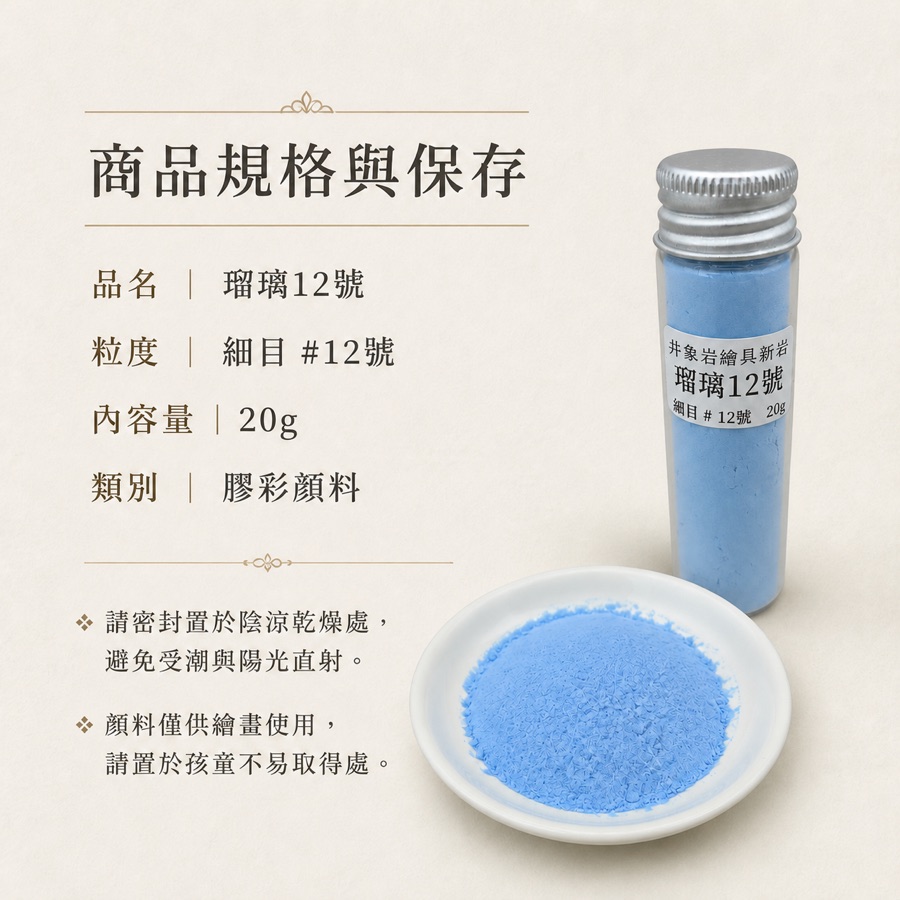 商品規格與保存
品名 | 瑠璃12號
粒度 | 細目 #12號
內容量 | 20g
類別 | 膠彩顏料
請密封置於陰涼乾燥處，
避免受潮與陽光直射。
顏料僅供繪畫使用，
請置於孩童不易取得處。
井象岩繪具新岩
瑠璃12號
細目 # 12號 20g